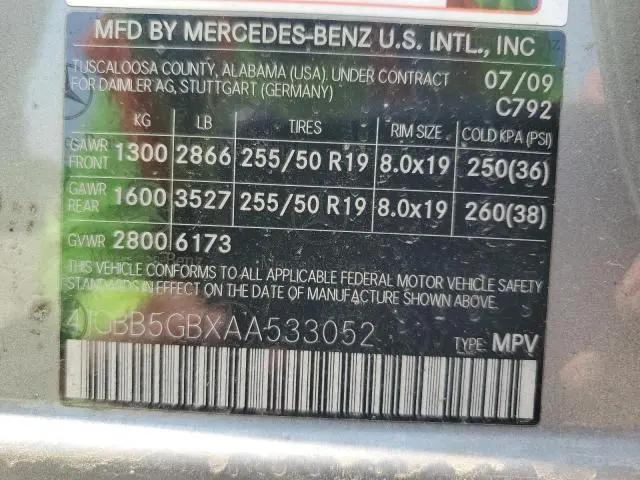 MFD BY MERCEDES-BENZ U.S. INTL., INC
TUSCALOOSA COUNTY, ALABAMA (USA). UNDER CONTRACT 07/09
FOR DAIMLER AG, STUTTGART (GERMANY) C792
KG LB TIRES RIM SIZE COLD KPA (PSI)
GAWR FRONT 1300 2866 255/50 R19 8.0x19 250(36)
GAWR REAR 1600 3527 255/50 R19 8.0x19 260(38)
GVWR 2800 6173
THIS VEHICLE CONFORMS TO ALL APPLICABLE FEDERAL MOTOR VEHICLE SAFETY
STANDARDS IN EFFECT ON THE DATE OF MANUFACTURE SHOWN ABOVE.
4JGBB5GBXAA533052 TYPE: MPV